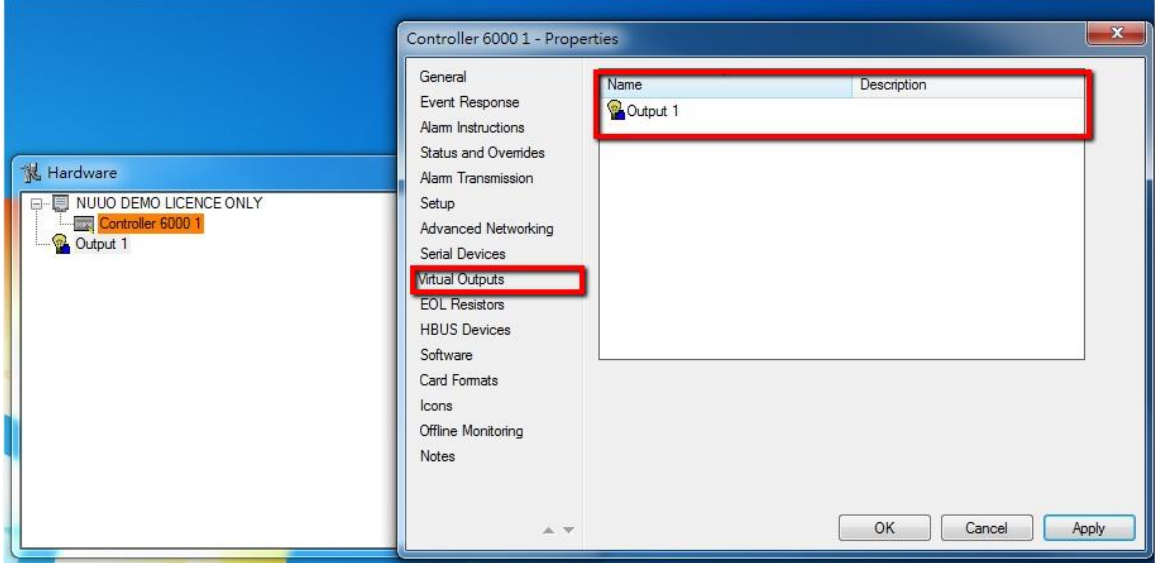 Hardware
NUUO DEMO LICENCE ONLY
Controller 6000 1
Output 1
Controller 6000 1 - Properties
General
Event Response
Alarm Instructions
Status and Overrides
Alarm Transmission
Setup
Advanced Networking
Serial Devices
Virtual Outputs
EOL Resistors
HBUS Devices
Software
Card Formats
Icons
Offline Monitoring
Notes
Name Description
Output 1
OK Cancel Apply